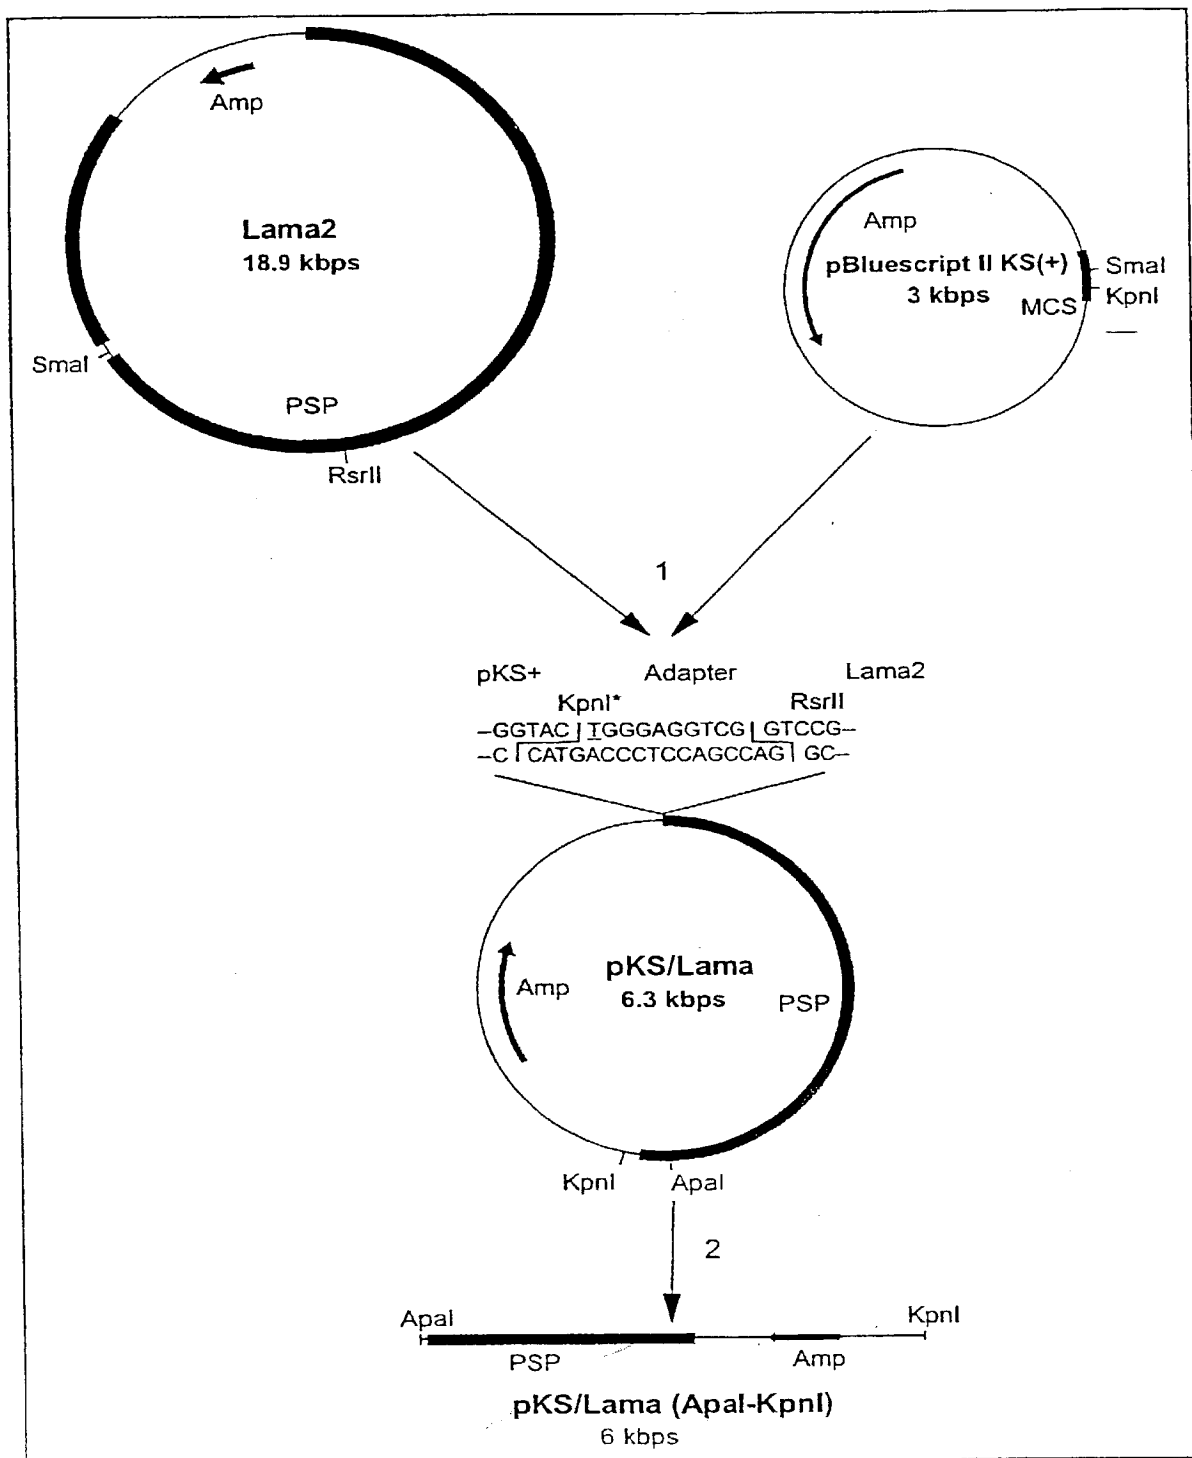 Amp
Lama2
18.9 kbps
SmaI
PSP
RsrII
Amp
pBluescript II KS(+)
3 kbps
MCS
SmaI
KpnI
1
pKS+ Adapter Lama2
KpnI* RsrII
–GGTAC TGGGAGGTCG GTCCG–
–C CATGACCCTCCAGCCAG GC–
Amp
pKS/Lama
6.3 kbps
PSP
KpnI ApaI
2
ApaI KpnI
PSP Amp
pKS/Lama (ApaI-KpnI)
6 kbps